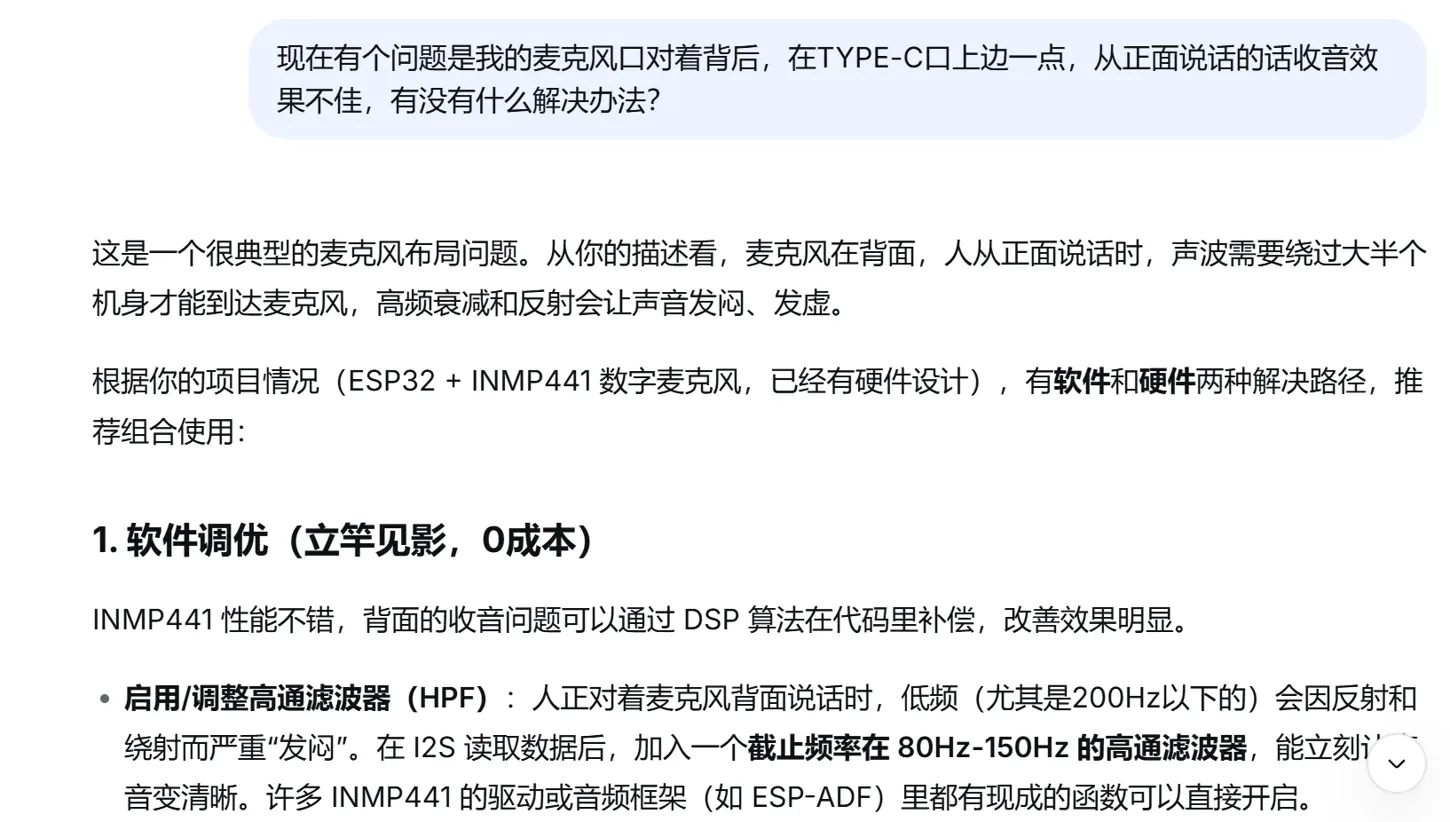 现在有个问题是我的麦克风口对着背后，在TYPE-C口上边一点，从正面说话的话收音效
果不佳，有没有什么解决办法？
这是一个很典型的麦克风布局问题。从你的描述看，麦克风在背面，人从正面说话时，声波需要绕过大半个
机身才能到达麦克风，高频衰减和反射会让声音发闷、发虚。
根据你的项目情况（ESP32 + INMP441 数字麦克风，已经有硬件设计），有软件和硬件两种解决路径，推
荐组合使用：
1. 软件调优（立竿见影，0成本）
INMP441 性能不错，背面的收音问题可以通过 DSP 算法在代码里补偿，改善效果明显。
• 启用/调整高通滤波器（HPF）：人正对着麦克风背面说话时，低频（尤其是200Hz以下的）会因反射和
绕射而严重“发闷”。在 I2S 读取数据后，加入一个截止频率在 80Hz-150Hz 的高通滤波器，能立刻
音变清晰。许多 INMP441 的驱动或音频框架（如 ESP-ADF）里都有现成的函数可以直接开启。